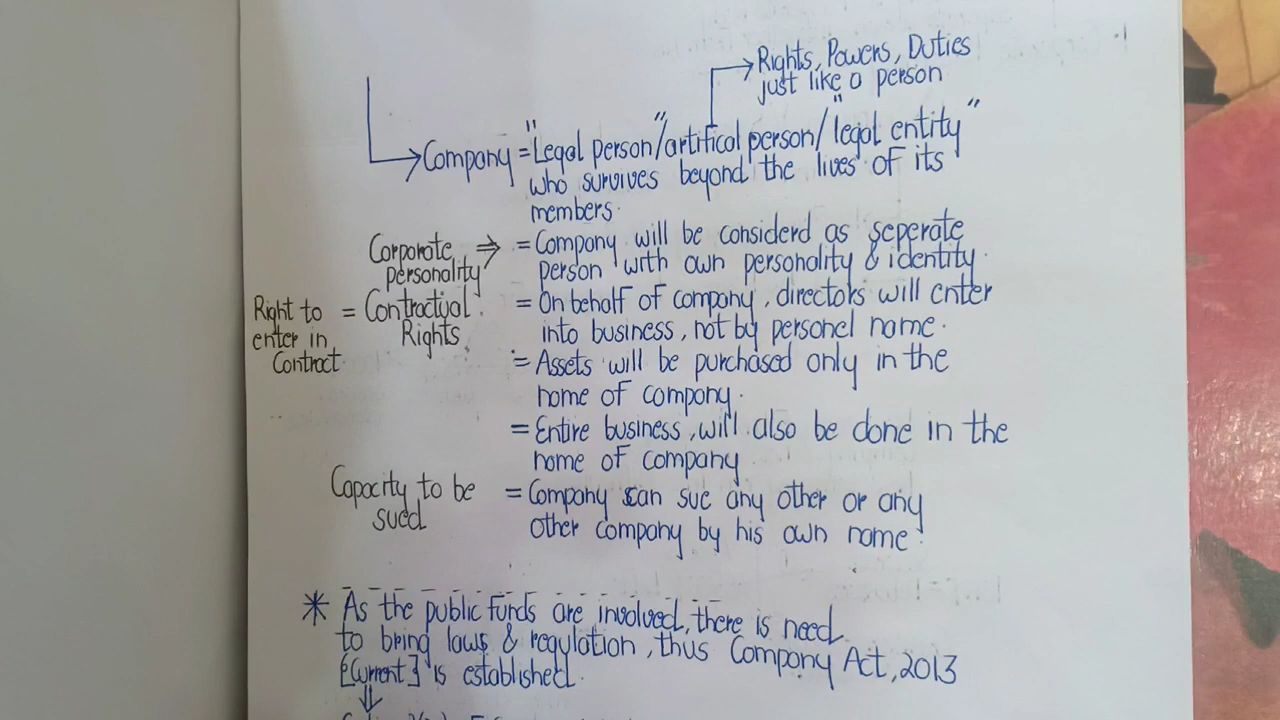 Rights, Powers, Duties
just like a person
Company = "Legal person"/artifical person/"legal entity"
who survives beyond the lives of its
members.
Corporate personality ⇒ = Company will be considerd as seperate
person with own personality & identity.
Right to enter in Contract = Contractual Rights = On behalf of company, directors will enter
into business, not by personel name.
= Assets will be purchased only in the
name of company.
= Entire business, will also be done in the
name of company
Capacity to be sued = Company can sue any other or any
other company by his own name.
* As the public funds are involved, there is need
to bring laws & regulation, thus Company Act, 2013
[Current] is established.